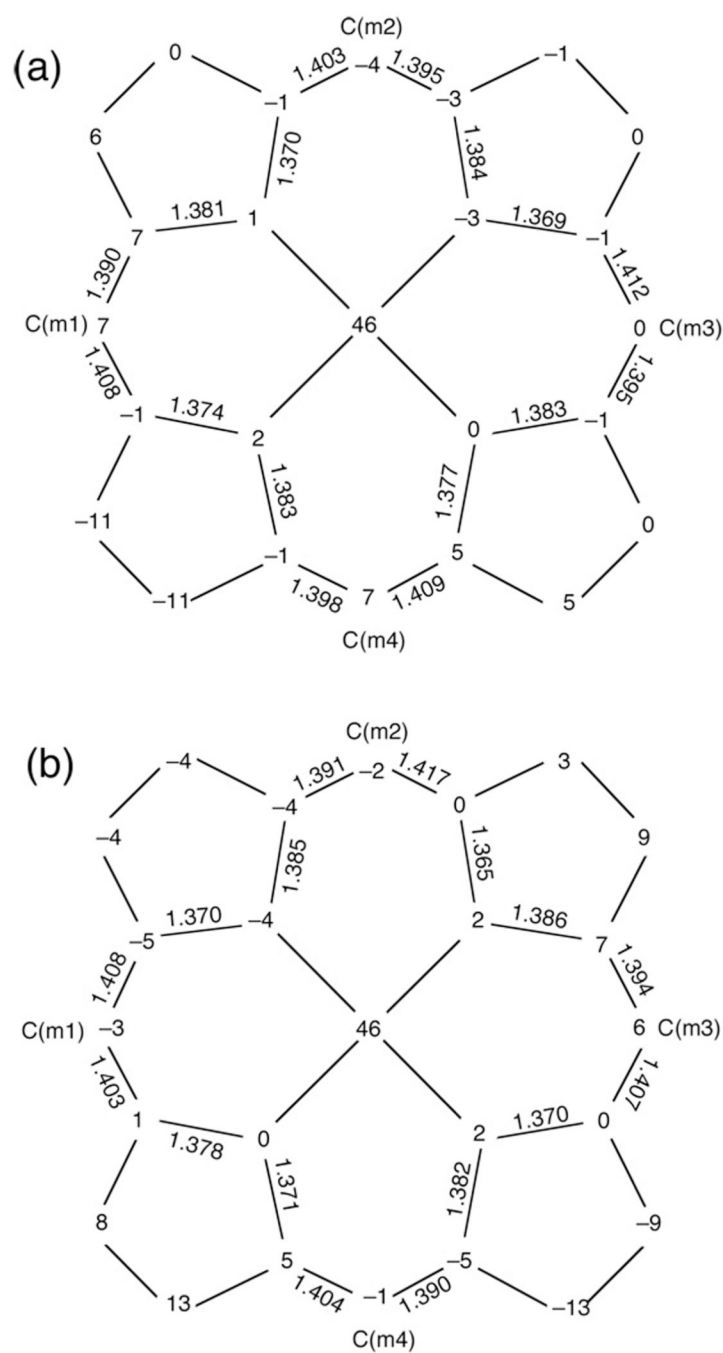 C(m2)
(a)
0 1.403 −4 1.395 −1
−1 −3
6 1.370 1.384 0
7 1.381 1 −3 1.369 −1
1.390 1.412
C(m1) 7 46 0 C(m3)
1.408 1.395
−1 1.374 2 0 1.383 −1
1.383 1.377
−11 0
−1 5
−11 1.398 7 1.409 5
C(m4)
C(m2)
(b)
−4 1.391 −2 1.417 3
−4 0
−4 1.385 1.365 9
−5 1.370 −4 2 1.386 7
1.408 1.394
C(m1) −3 46 6 C(m3)
1.403 1.407
1 1.378 0 2 1.370 0
1.371 1.382
8 −9
5 −5
13 1.404 −1 1.390 −13
C(m4)